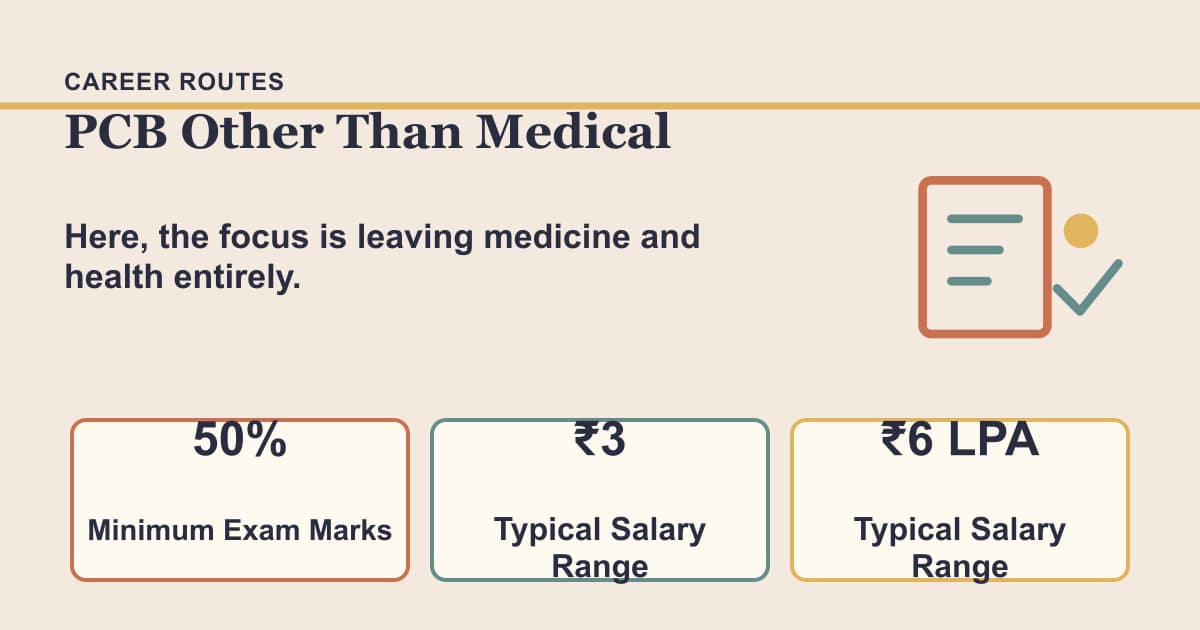 CAREER ROUTES
PCB Other Than Medical
Here, the focus is leaving medicine and
health entirely.
50%
Minimum Exam Marks
₹3
Typical Salary
Range
₹6 LPA
Typical Salary
Range